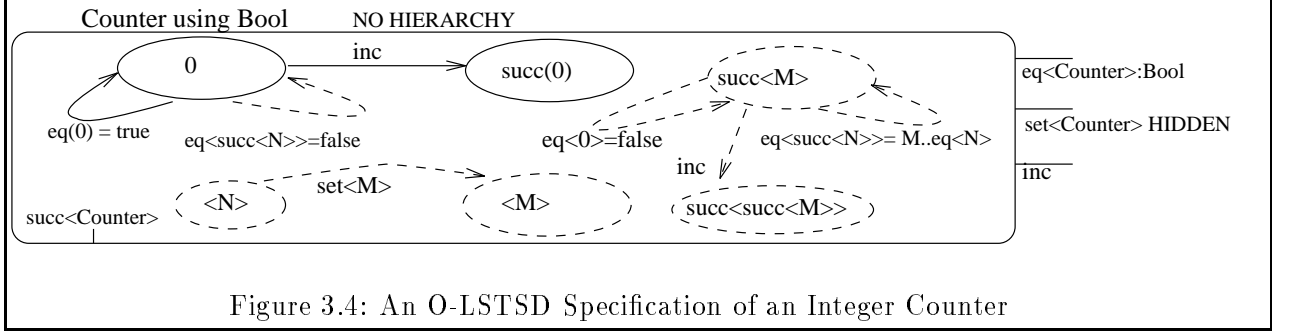 Counter using Bool
NO HIERARCHY
inc
0
succ(0)
succ<M>
eq<Counter>:Bool
eq(0) = true
eq<succ<N>>=false
eq<0>=false
eq<succ<N>>= M..eq<N>
set<Counter> HIDDEN
inc
inc
set<M>
<N>
<M>
succ<succ<M>>
succ<Counter>
Figure 3.4: An O-LSTSD Specification of an Integer Counter